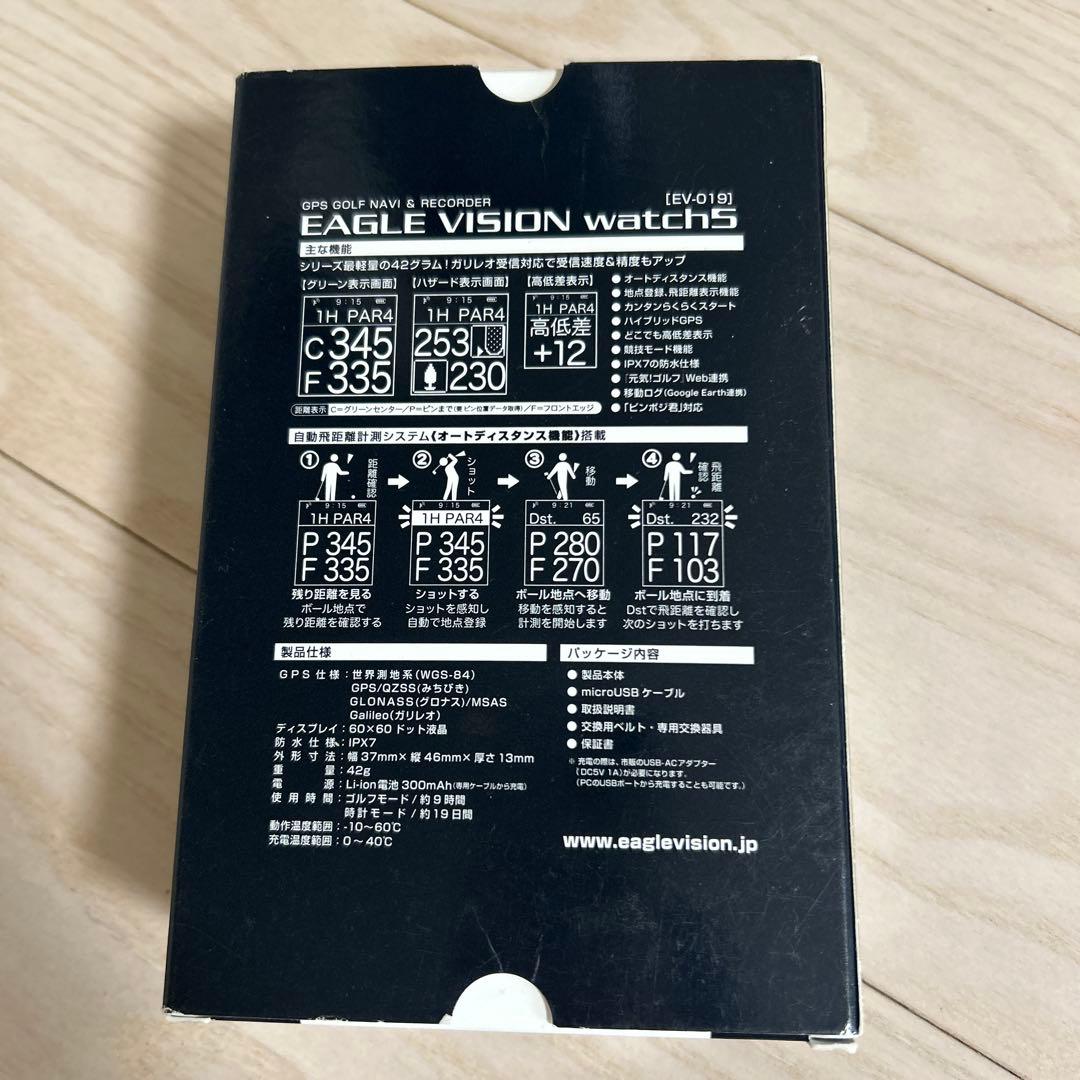 GPS GOLF NAVI & RECORDER
[EV-019]
EAGLE VISION watch5
主な機能
シリーズ最軽量の42グラム！ガリレオ受信対応で受信速度&精度もアップ
【グリーン表示画面】
9:15
1H PAR4
C 345
F 335
【ハザード表示画面】
9:15
1H PAR4
253
230
【高低差表示】
9:15
1H PAR4
高低差
+12
● オートディスタンス機能
● 地点登録、飛距離表示機能
● カンタンらくらくスタート
● ハイブリッドGPS
● どこでも高低差表示
● 競技モード機能
● IPX7の防水仕様
● 『元気！ゴルフ』Web連携
● 移動ログ(Google Earth連携)
● 「ピンポジ君」対応
距離表示 C=グリーンセンター/P=ピンまで(要 ピン位置データ取得)/F=フロントエッジ
自動飛距離計測システム《オートディスタンス機能》搭載
①
距離確認
9:15
1H PAR4
P 345
F 335
残り距離を見る
ボール地点で
残り距離を確認する
②
ショット
9:15
1H PAR4
P 345
F 335
ショットする
ショットを感知し
自動で地点登録
③
移動
9:21
Dst. 65
P 280
F 270
ボール地点へ移動
移動を感知すると
計測を開始します
④
飛距離確認
9:21
Dst. 232
P 117
F 103
ボール地点に到着
Dstで飛距離を確認し
次のショットを打ちます
製品仕様
GPS仕様：世界測地系(WGS-84)
GPS/QZSS(みちびき)
GLONASS(グロナス)/MSAS
Galileo(ガリレオ)
ディスプレイ：60×60ドット液晶
防水仕様：IPX7
外形寸法：幅37mm×縦46mm×厚さ13mm
重量：42g
電源：Li-ion電池300mAh(専用ケーブルから充電)
使用時間：ゴルフモード/約9時間
時計モード/約19日間
動作温度範囲：-10～60℃
充電温度範囲：0～40℃
パッケージ内容
● 製品本体
● microUSBケーブル
● 取扱説明書
● 交換用ベルト・専用交換器具
● 保証書
※ 充電の際は、市販のUSB-ACアダプター
(DC5V 1A)が必要になります。
(PCのUSBポートから充電することも可能です。)
www.eaglevision.jp